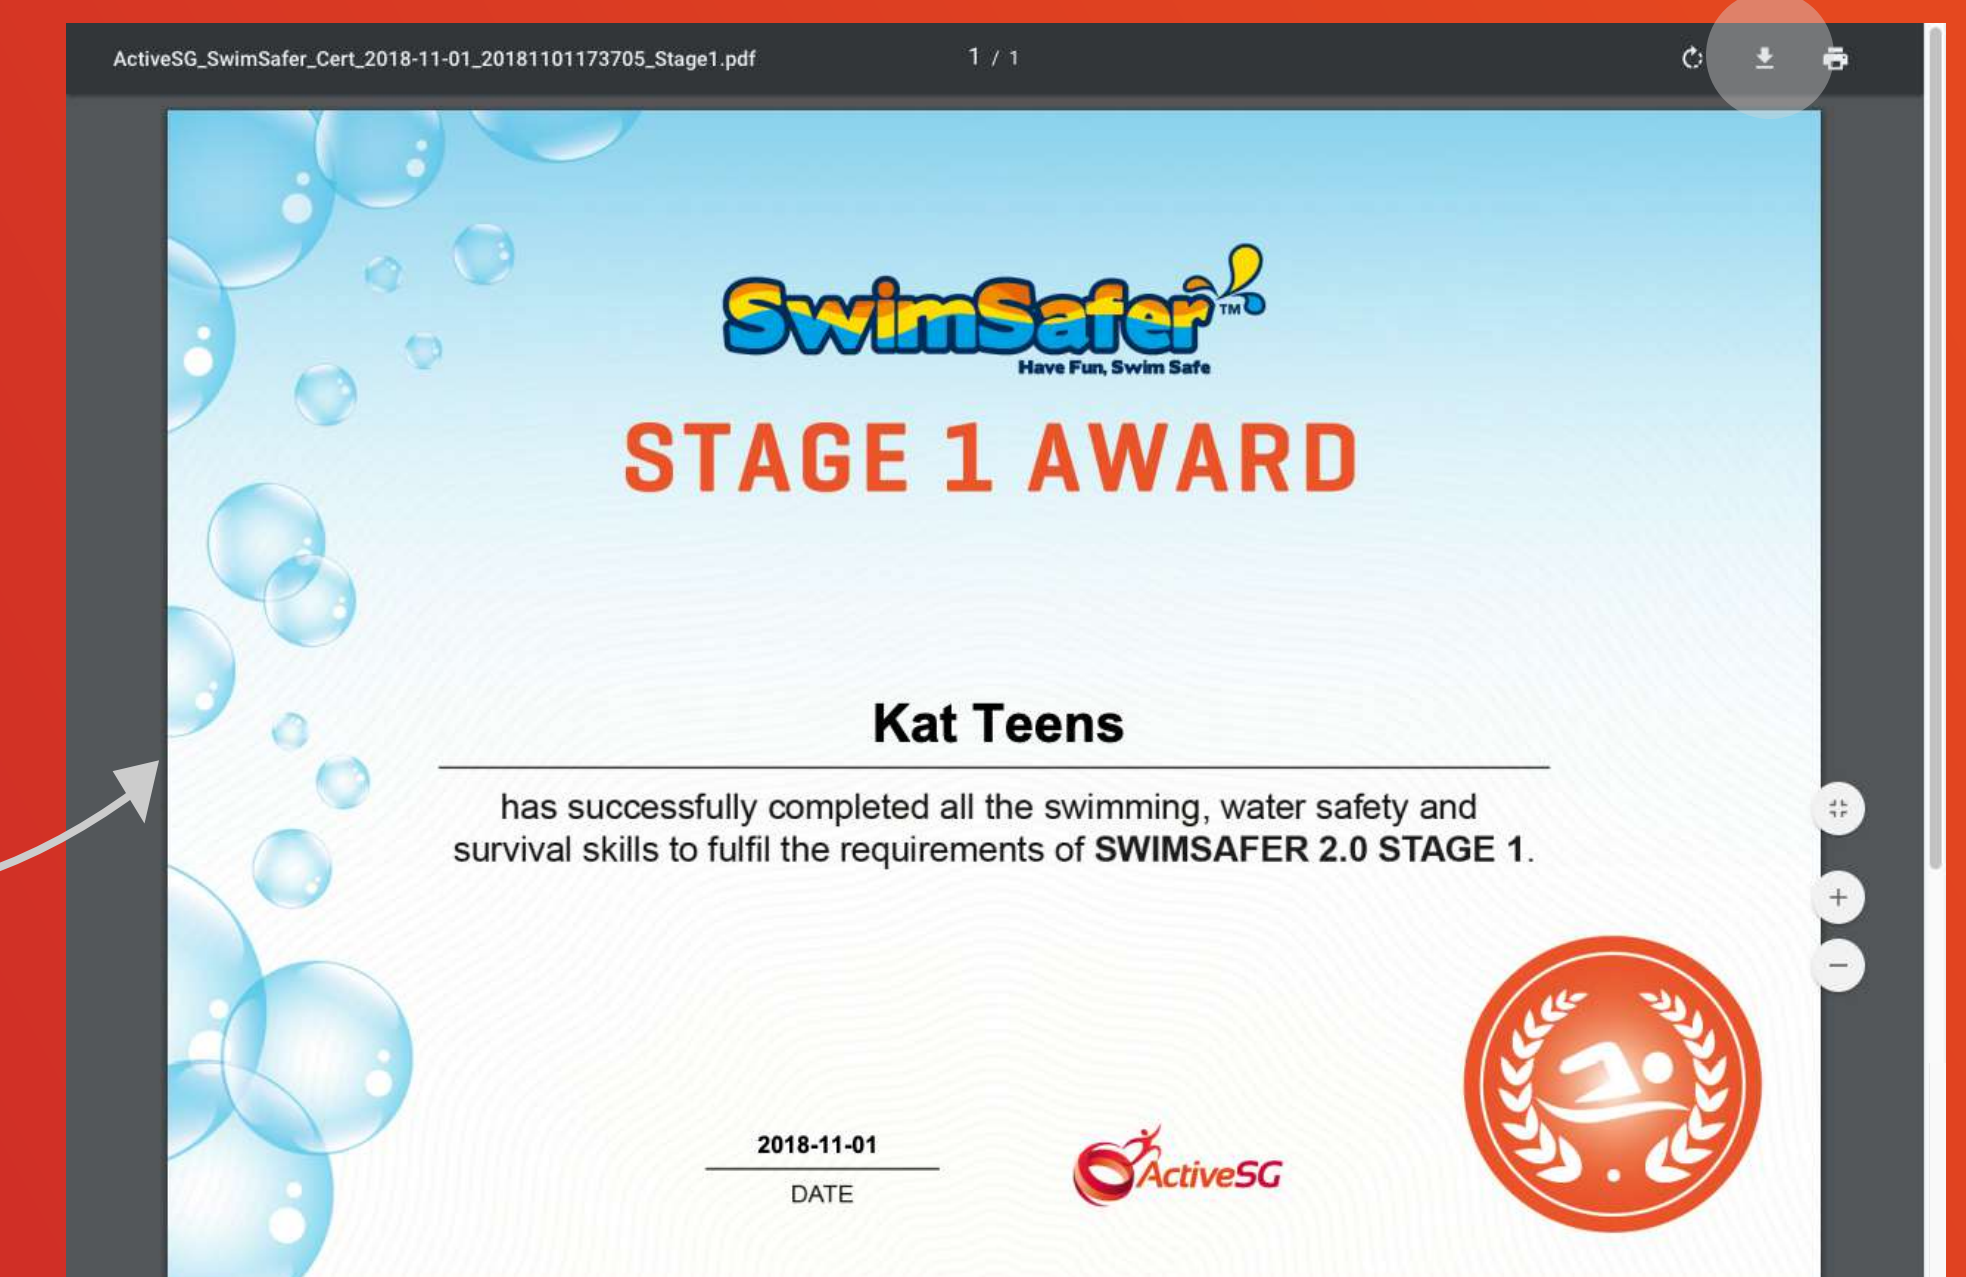 ActiveSG_SwimSafer_Cert_2018-11-01_20181101173705_Stage1.pdf 1 / 1
SwimSafer TM
Have Fun, Swim Safe
STAGE 1 AWARD
Kat Teens
has successfully completed all the swimming, water safety and
survival skills to fulfil the requirements of SWIMSAFER 2.0 STAGE 1.
2018-11-01
DATE
ActiveSG